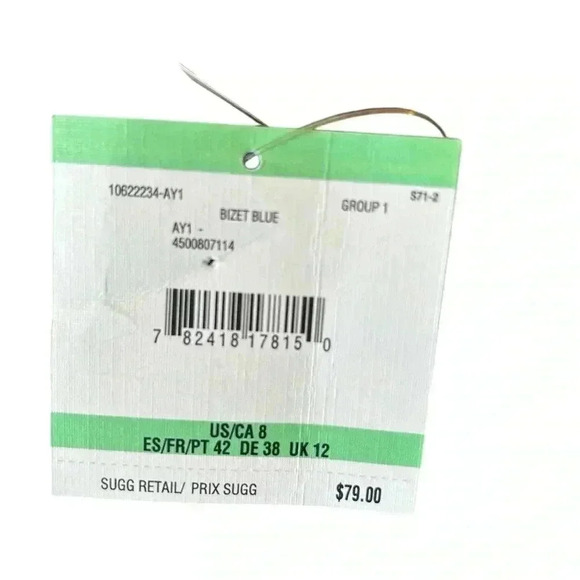 10622234-AY1
BIZET BLUE
GROUP 1
S71-2
AY1 -
4500807114
7 82418 17815 0
US/CA 8
ES/FR/PT 42 DE 38 UK 12
SUGG RETAIL/ PRIX SUGG
$79.00